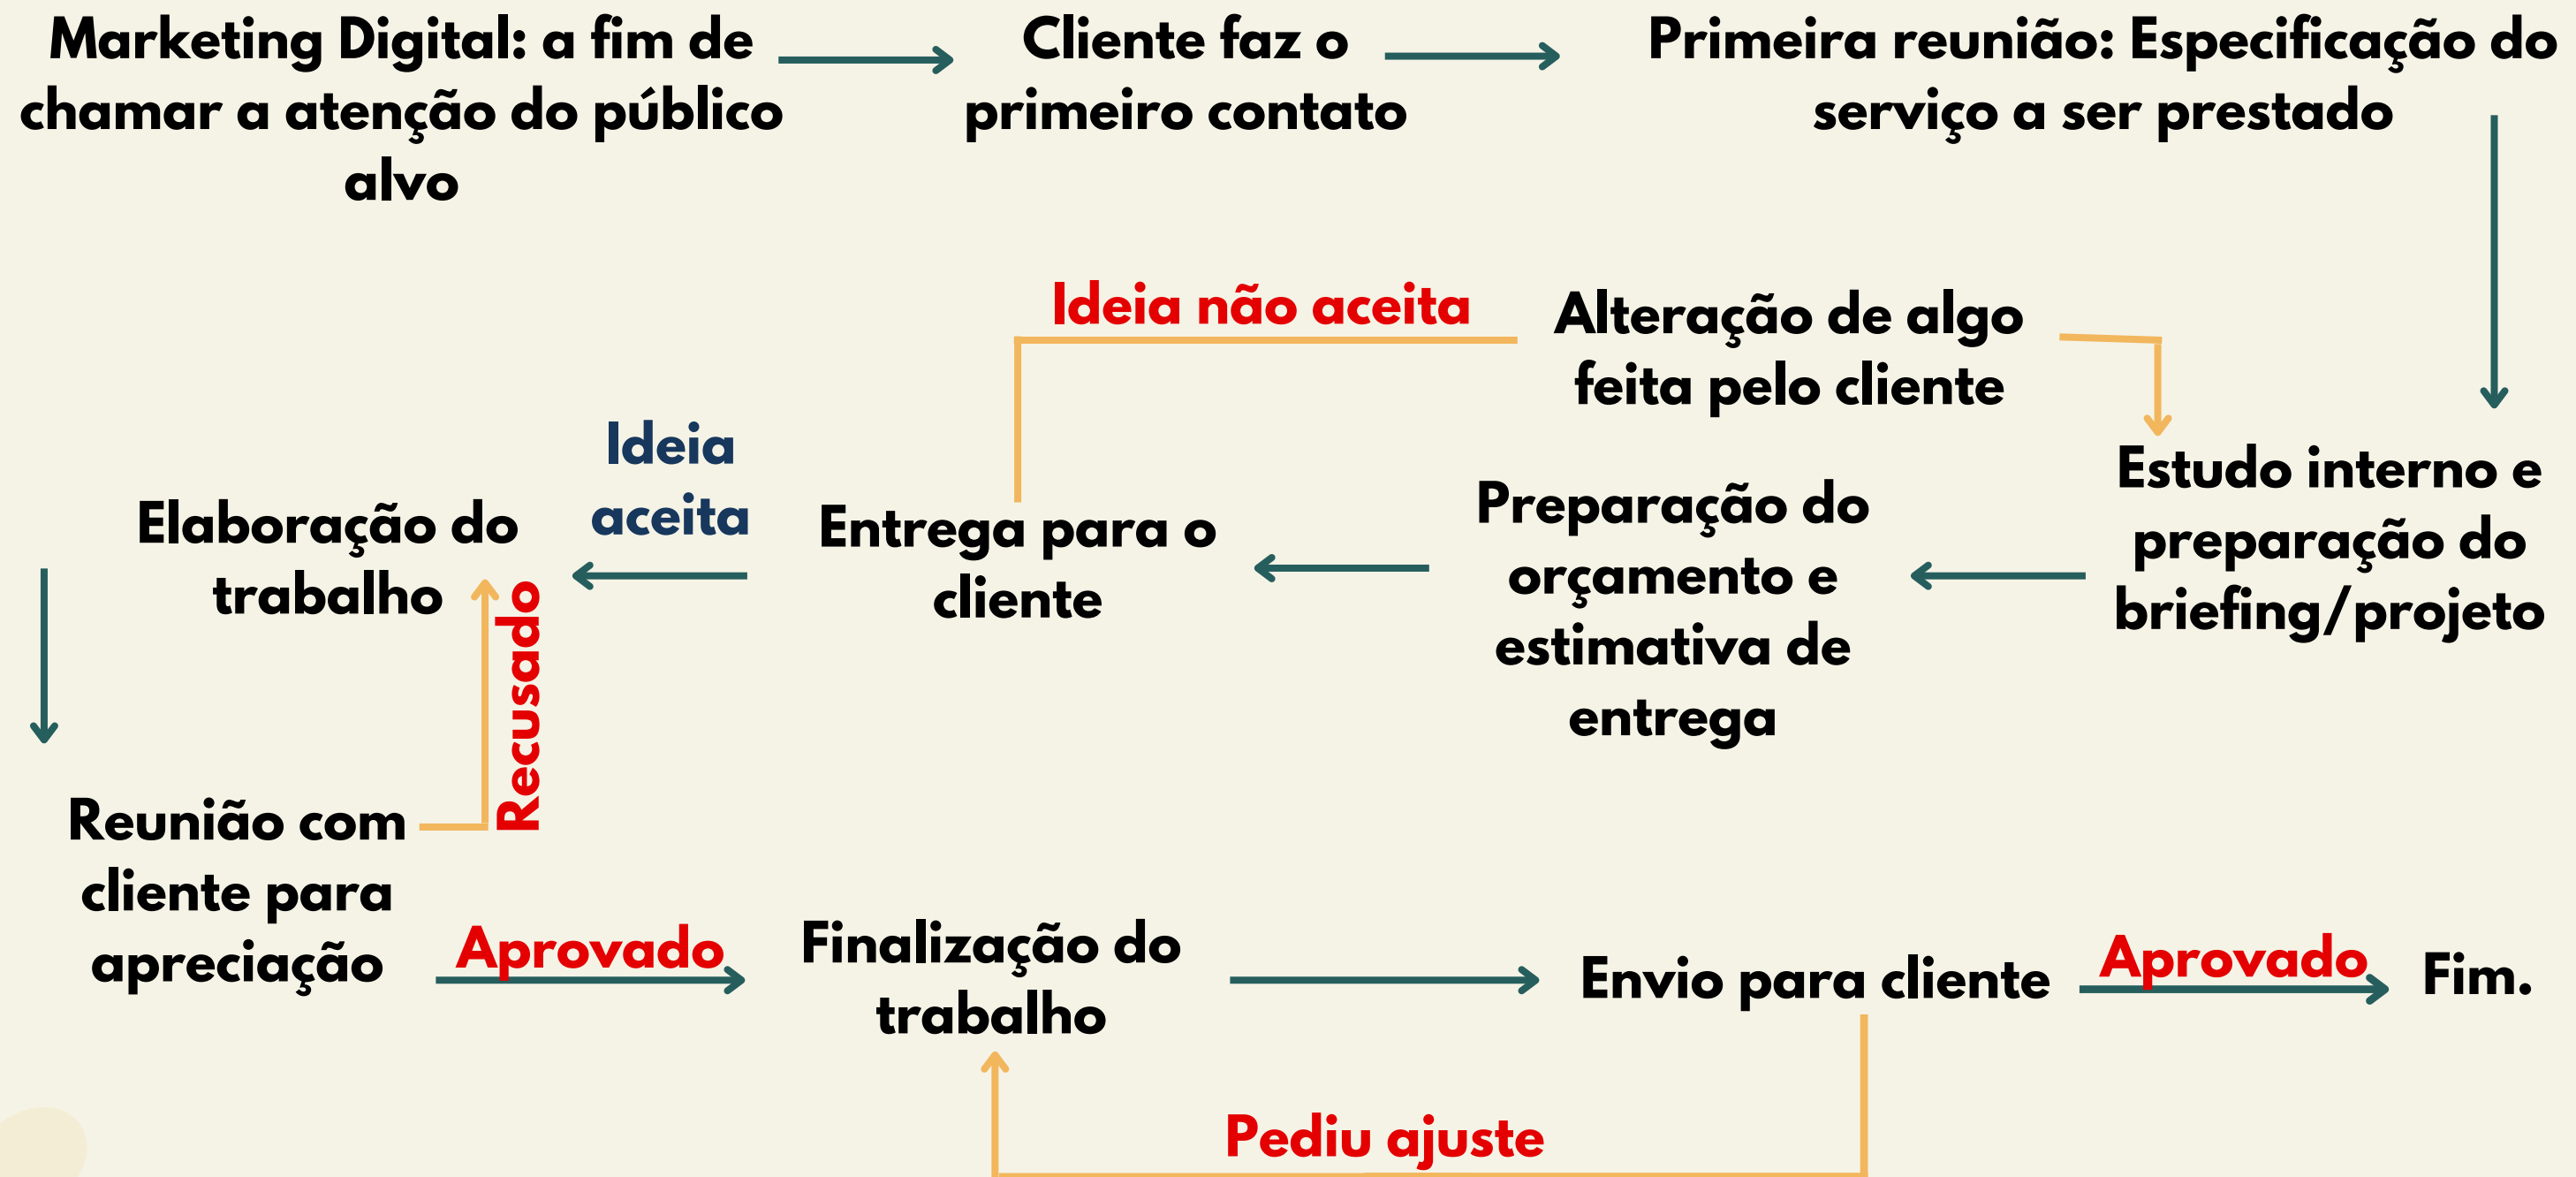 Marketing Digital: a fim de
chamar a atenção do público
alvo
Cliente faz o
primeiro contato
Primeira reunião: Especificação do
serviço a ser prestado
Ideia não aceita
Alteração de algo
feita pelo cliente
Estudo interno e
preparação do
briefing/projeto
Preparação do
orçamento e
estimativa de
entrega
Entrega para o
cliente
Ideia
aceita
Elaboração do
trabalho
Recusado
Reunião com
cliente para
apreciação
Aprovado
Finalização do
trabalho
Envio para cliente
Aprovado
Fim.
Pediu ajuste